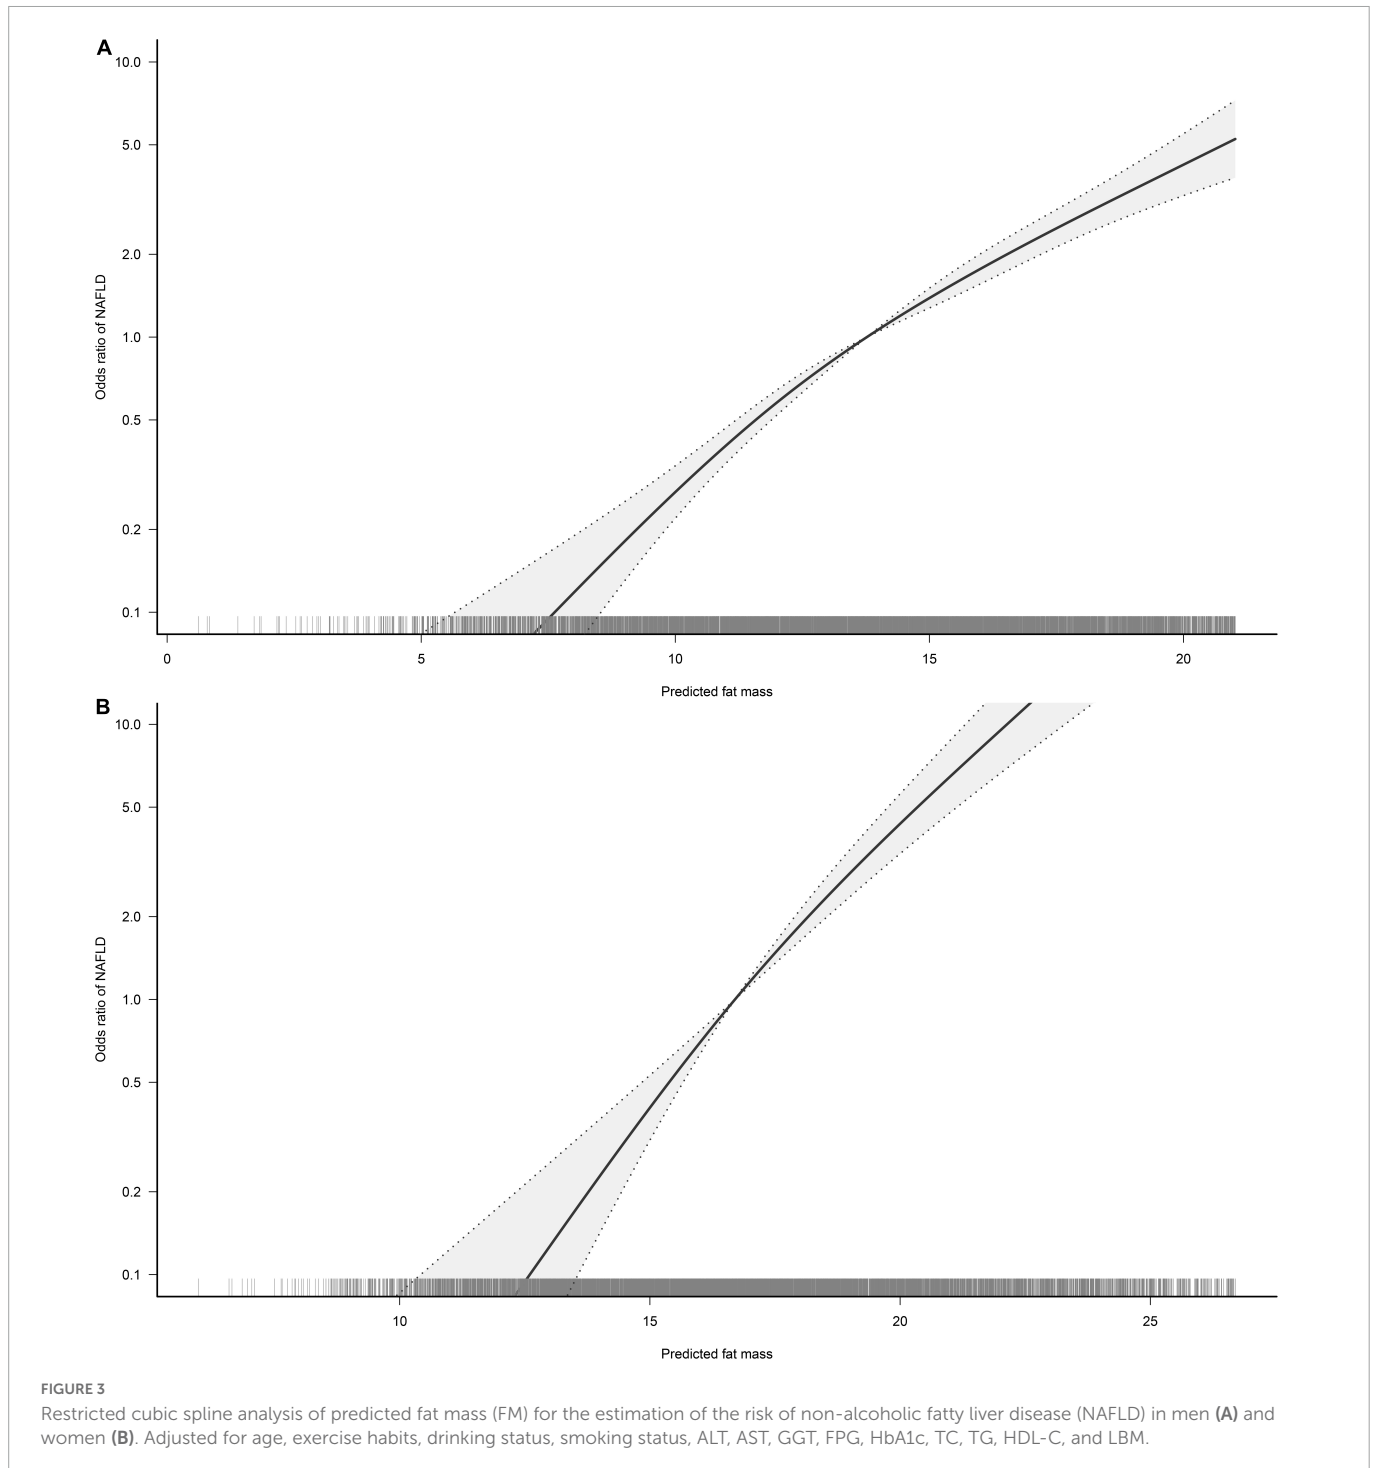 A
10.0
5.0
2.0
1.0
0.5
0.2
0.1
Odds ratio of NAFLD
0 5 10 15 20
Predicted fat mass
B
10.0
5.0
2.0
1.0
0.5
0.2
0.1
Odds ratio of NAFLD
10 15 20 25
Predicted fat mass
FIGURE 3
Restricted cubic spline analysis of predicted fat mass (FM) for the estimation of the risk of non-alcoholic fatty liver disease (NAFLD) in men (A) and
women (B). Adjusted for age, exercise habits, drinking status, smoking status, ALT, AST, GGT, FPG, HbA1c, TC, TG, HDL-C, and LBM.